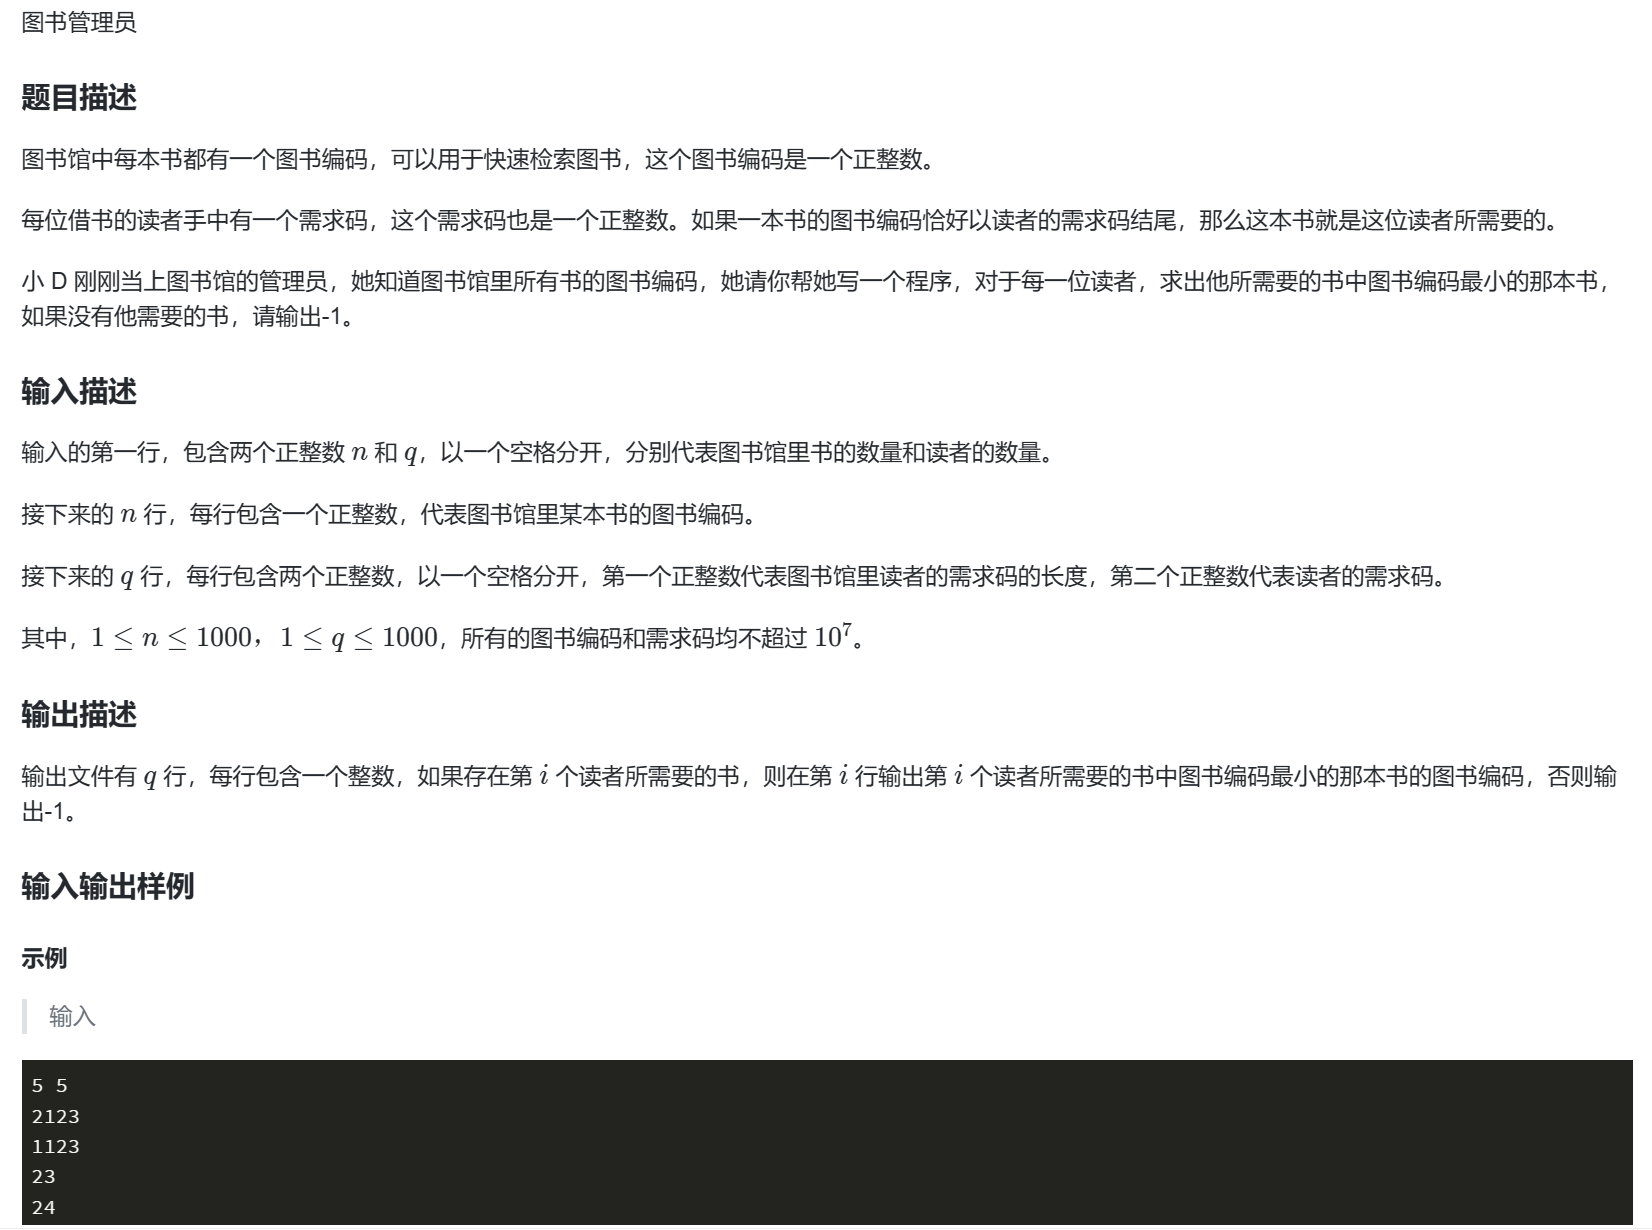 图书管理员
题目描述
图书馆中每本书都有一个图书编码，可以用于快速检索图书，这个图书编码是一个正整数。
每位借书的读者手中有一个需求码，这个需求码也是一个正整数。如果一本书的图书编码恰好以读者的需求码结尾，那么这本书就是这位读者所需要的。
小 D 刚刚当上图书馆的管理员，她知道图书馆里所有书的图书编码，她请你帮她写一个程序，对于每一位读者，求出他所需要的书中图书编码最小的那本书，
如果没有他需要的书，请输出-1。
输入描述
输入的第一行，包含两个正整数 n 和 q，以一个空格分开，分别代表图书馆里书的数量和读者的数量。
接下来的 n 行，每行包含一个正整数，代表图书馆里某本书的图书编码。
接下来的 q 行，每行包含两个正整数，以一个空格分开，第一个正整数代表图书馆里读者的需求码的长度，第二个正整数代表读者的需求码。
其中，1 ≤ n ≤ 1000，1 ≤ q ≤ 1000，所有的图书编码和需求码均不超过 10⁷。
输出描述
输出文件有 q 行，每行包含一个整数，如果存在第 i 个读者所需要的书，则在第 i 行输出第 i 个读者所需要的书中图书编码最小的那本书的图书编码，否则输
出-1。
输入输出样例
示例
输入
5 5
2123
1123
23
24